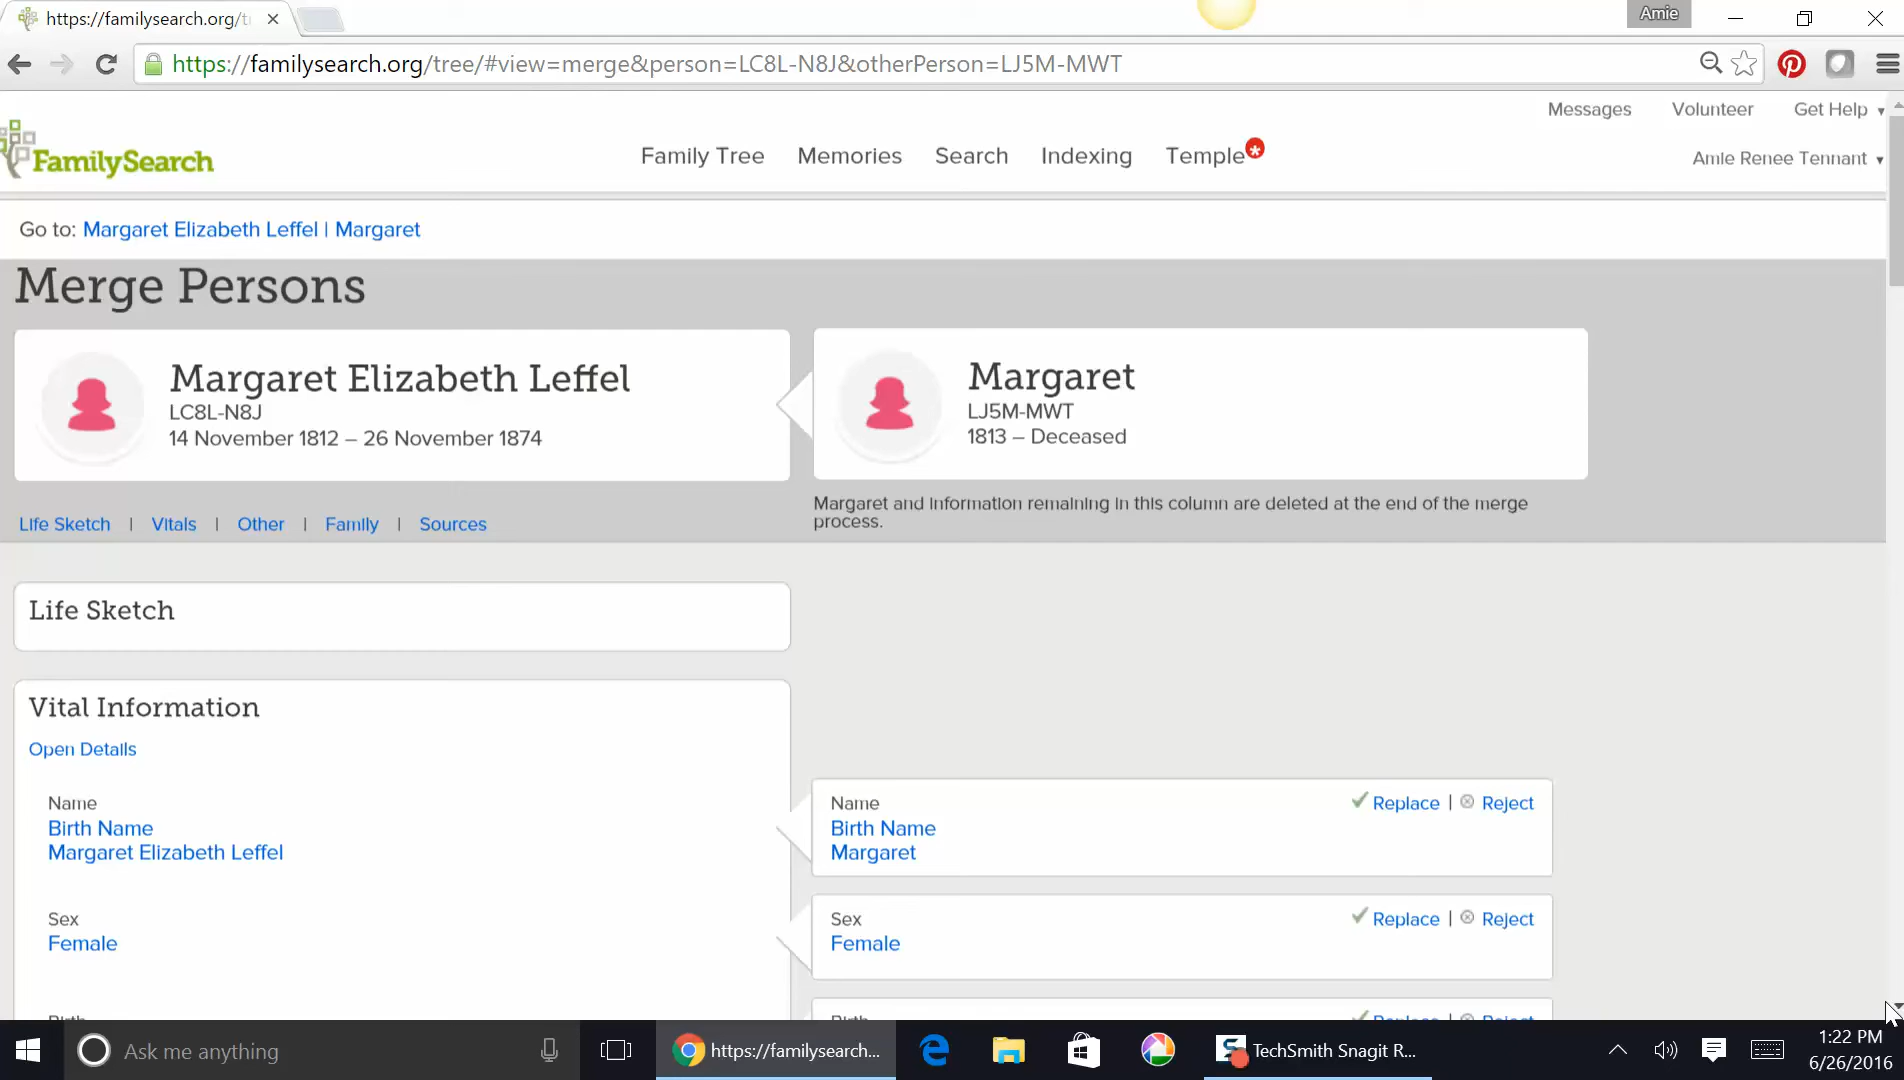 https://familysearch.org/tr
Amie
https://familysearch.org/tree/#view=merge&person=LC8L-N8J&otherPerson=LJ5M-MWT
Messages Volunteer Get Help
FamilySearch
Family Tree Memories Search Indexing Temple
Amie Renee Tennant
Go to: Margaret Elizabeth Leffel | Margaret
Merge Persons
Margaret Elizabeth Leffel
LC8L-N8J
14 November 1812 – 26 November 1874
Margaret
LJ5M-MWT
1813 – Deceased
Margaret and information remaining in this column are deleted at the end of the merge
process.
Life Sketch | Vitals | Other | Family | Sources
Life Sketch
Vital Information
Open Details
Name
Birth Name
Margaret Elizabeth Leffel
Name
Birth Name
Margaret
Replace | Reject
Sex
Female
Sex
Female
Replace | Reject
Birth
Birth
Replace | Reject
Ask me anything
https://familysearch...
TechSmith Snagit R...
1:22 PM
6/26/2016